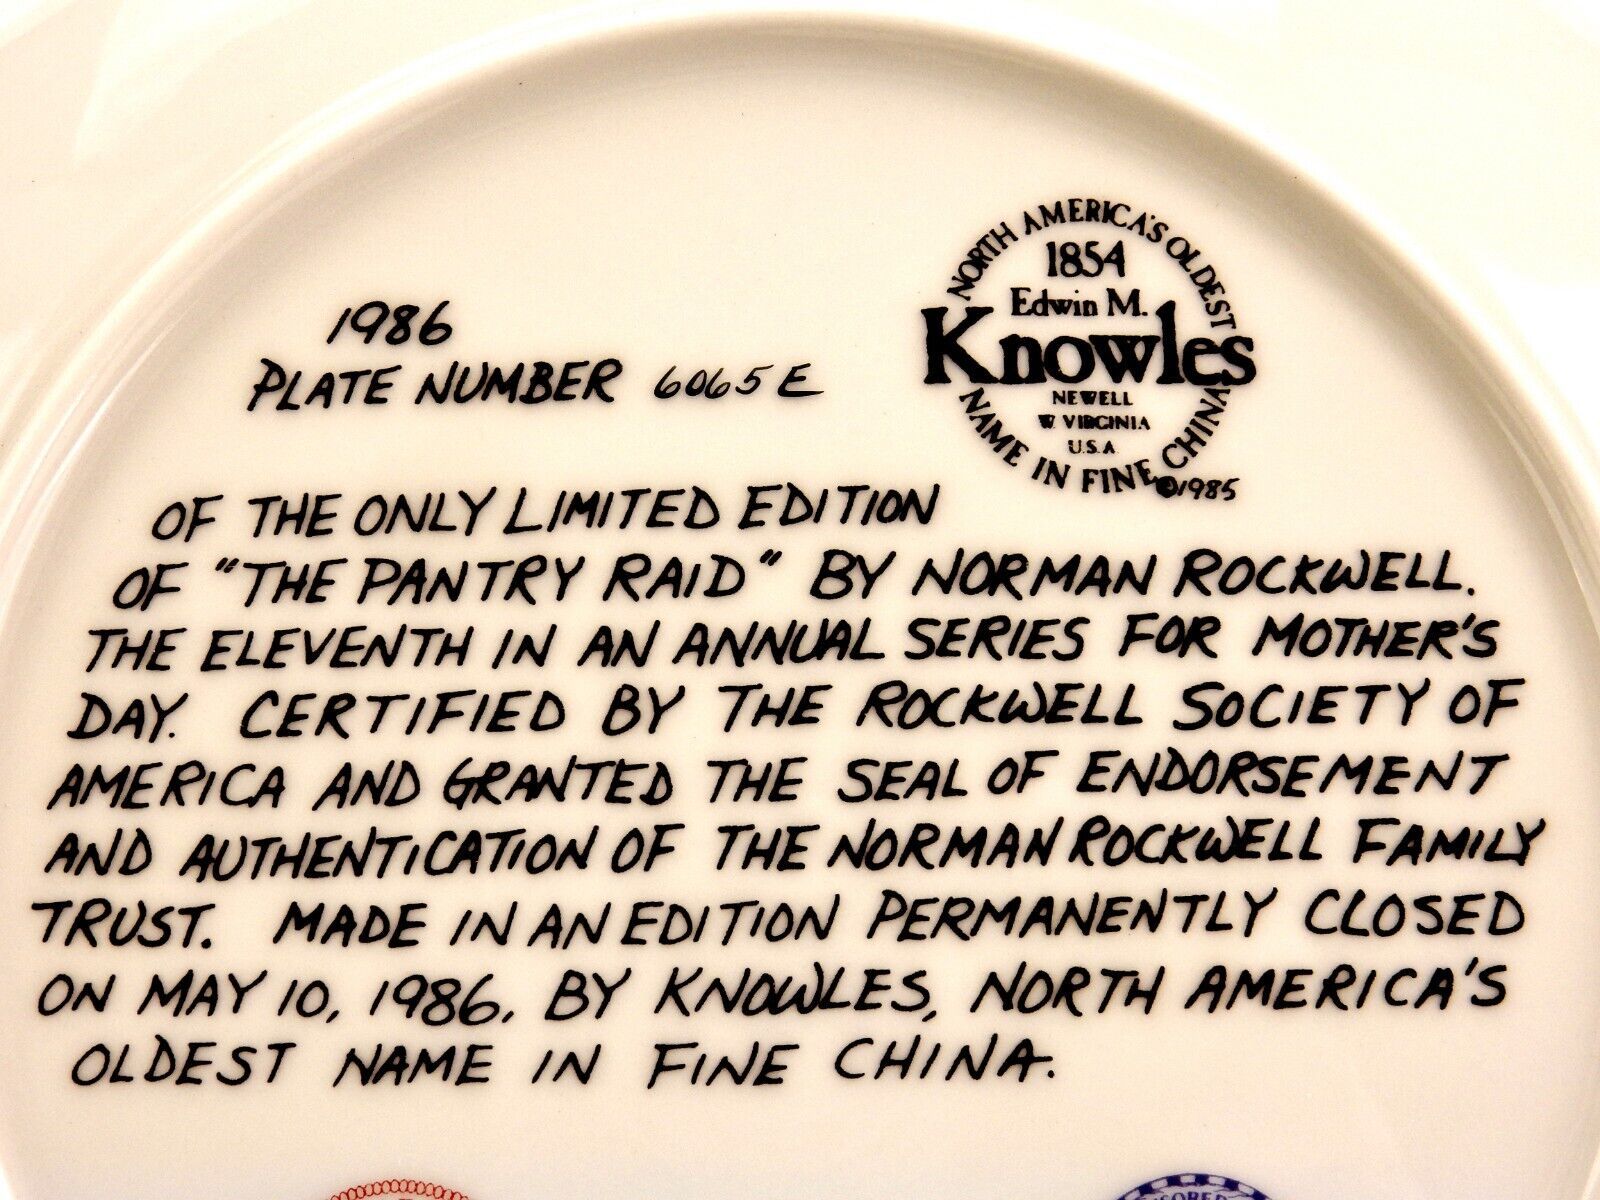 1986
PLATE NUMBER 6065 E
NORTH AMERICA'S OLDEST
1854
Edwin M.
Knowles
NEWELL
W. VIRGINIA
U.S.A
NAME IN FINE CHINA
©1985
OF THE ONLY LIMITED EDITION
OF "THE PANTRY RAID" BY NORMAN ROCKWELL.
THE ELEVENTH IN AN ANNUAL SERIES FOR MOTHER'S
DAY. CERTIFIED BY THE ROCKWELL SOCIETY OF
AMERICA AND GRANTED THE SEAL OF ENDORSEMENT
AND AUTHENTICATION OF THE NORMAN ROCKWELL FAMILY
TRUST. MADE IN AN EDITION PERMANENTLY CLOSED
ON MAY 10, 1986, BY KNOWLES, NORTH AMERICA'S
OLDEST NAME IN FINE CHINA.